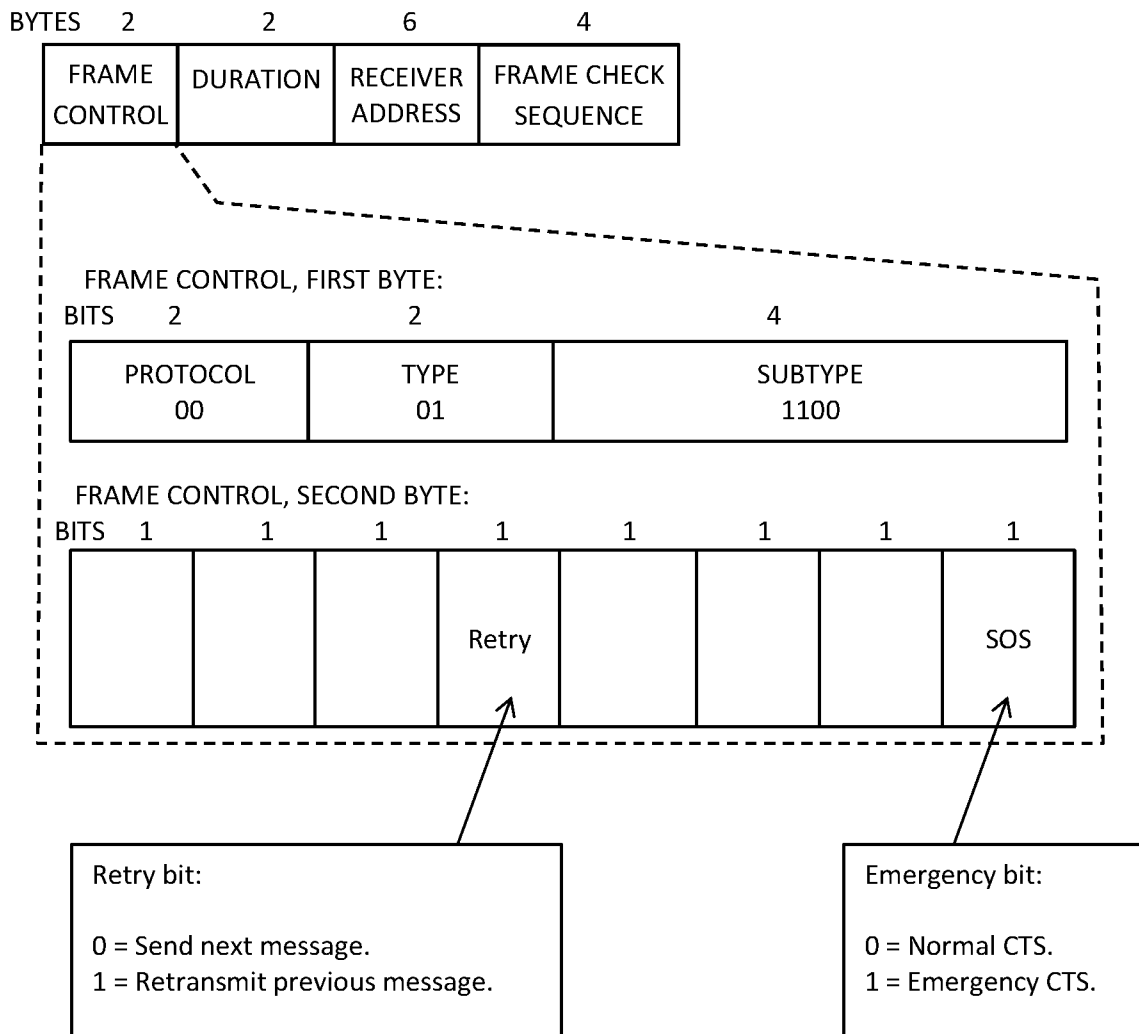 BYTES 2 2 6 4
FRAME CONTROL
DURATION
RECEIVER ADDRESS
FRAME CHECK SEQUENCE
FRAME CONTROL, FIRST BYTE:
BITS 2 2 4
PROTOCOL
00
TYPE
01
SUBTYPE
1100
FRAME CONTROL, SECOND BYTE:
BITS 1 1 1 1 1 1 1 1
Retry
SOS
Retry bit:
0 = Send next message.
1 = Retransmit previous message.
Emergency bit:
0 = Normal CTS.
1 = Emergency CTS.